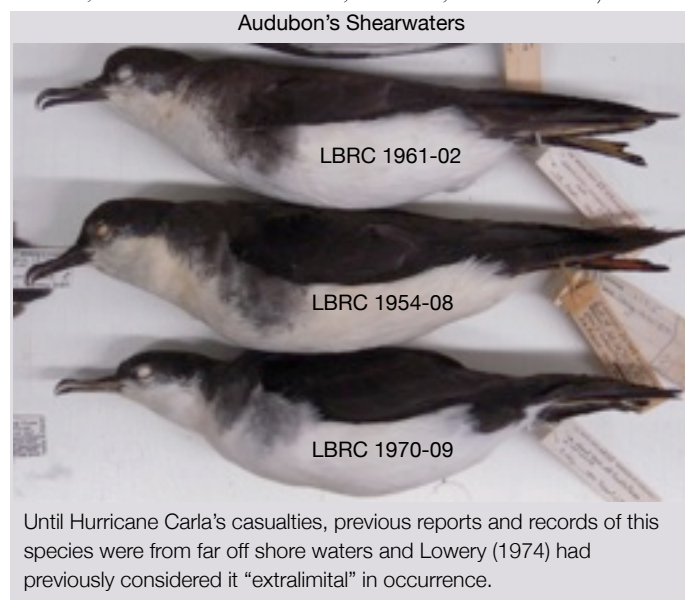 Audubon's Shearwaters
LBRC 1961-02
LBRC 1954-08
LBRC 1970-09
Until Hurricane Carla's casualties, previous reports and records of this
species were from far off shore waters and Lowery (1974) had
previously considered it “extralimital” in occurrence.